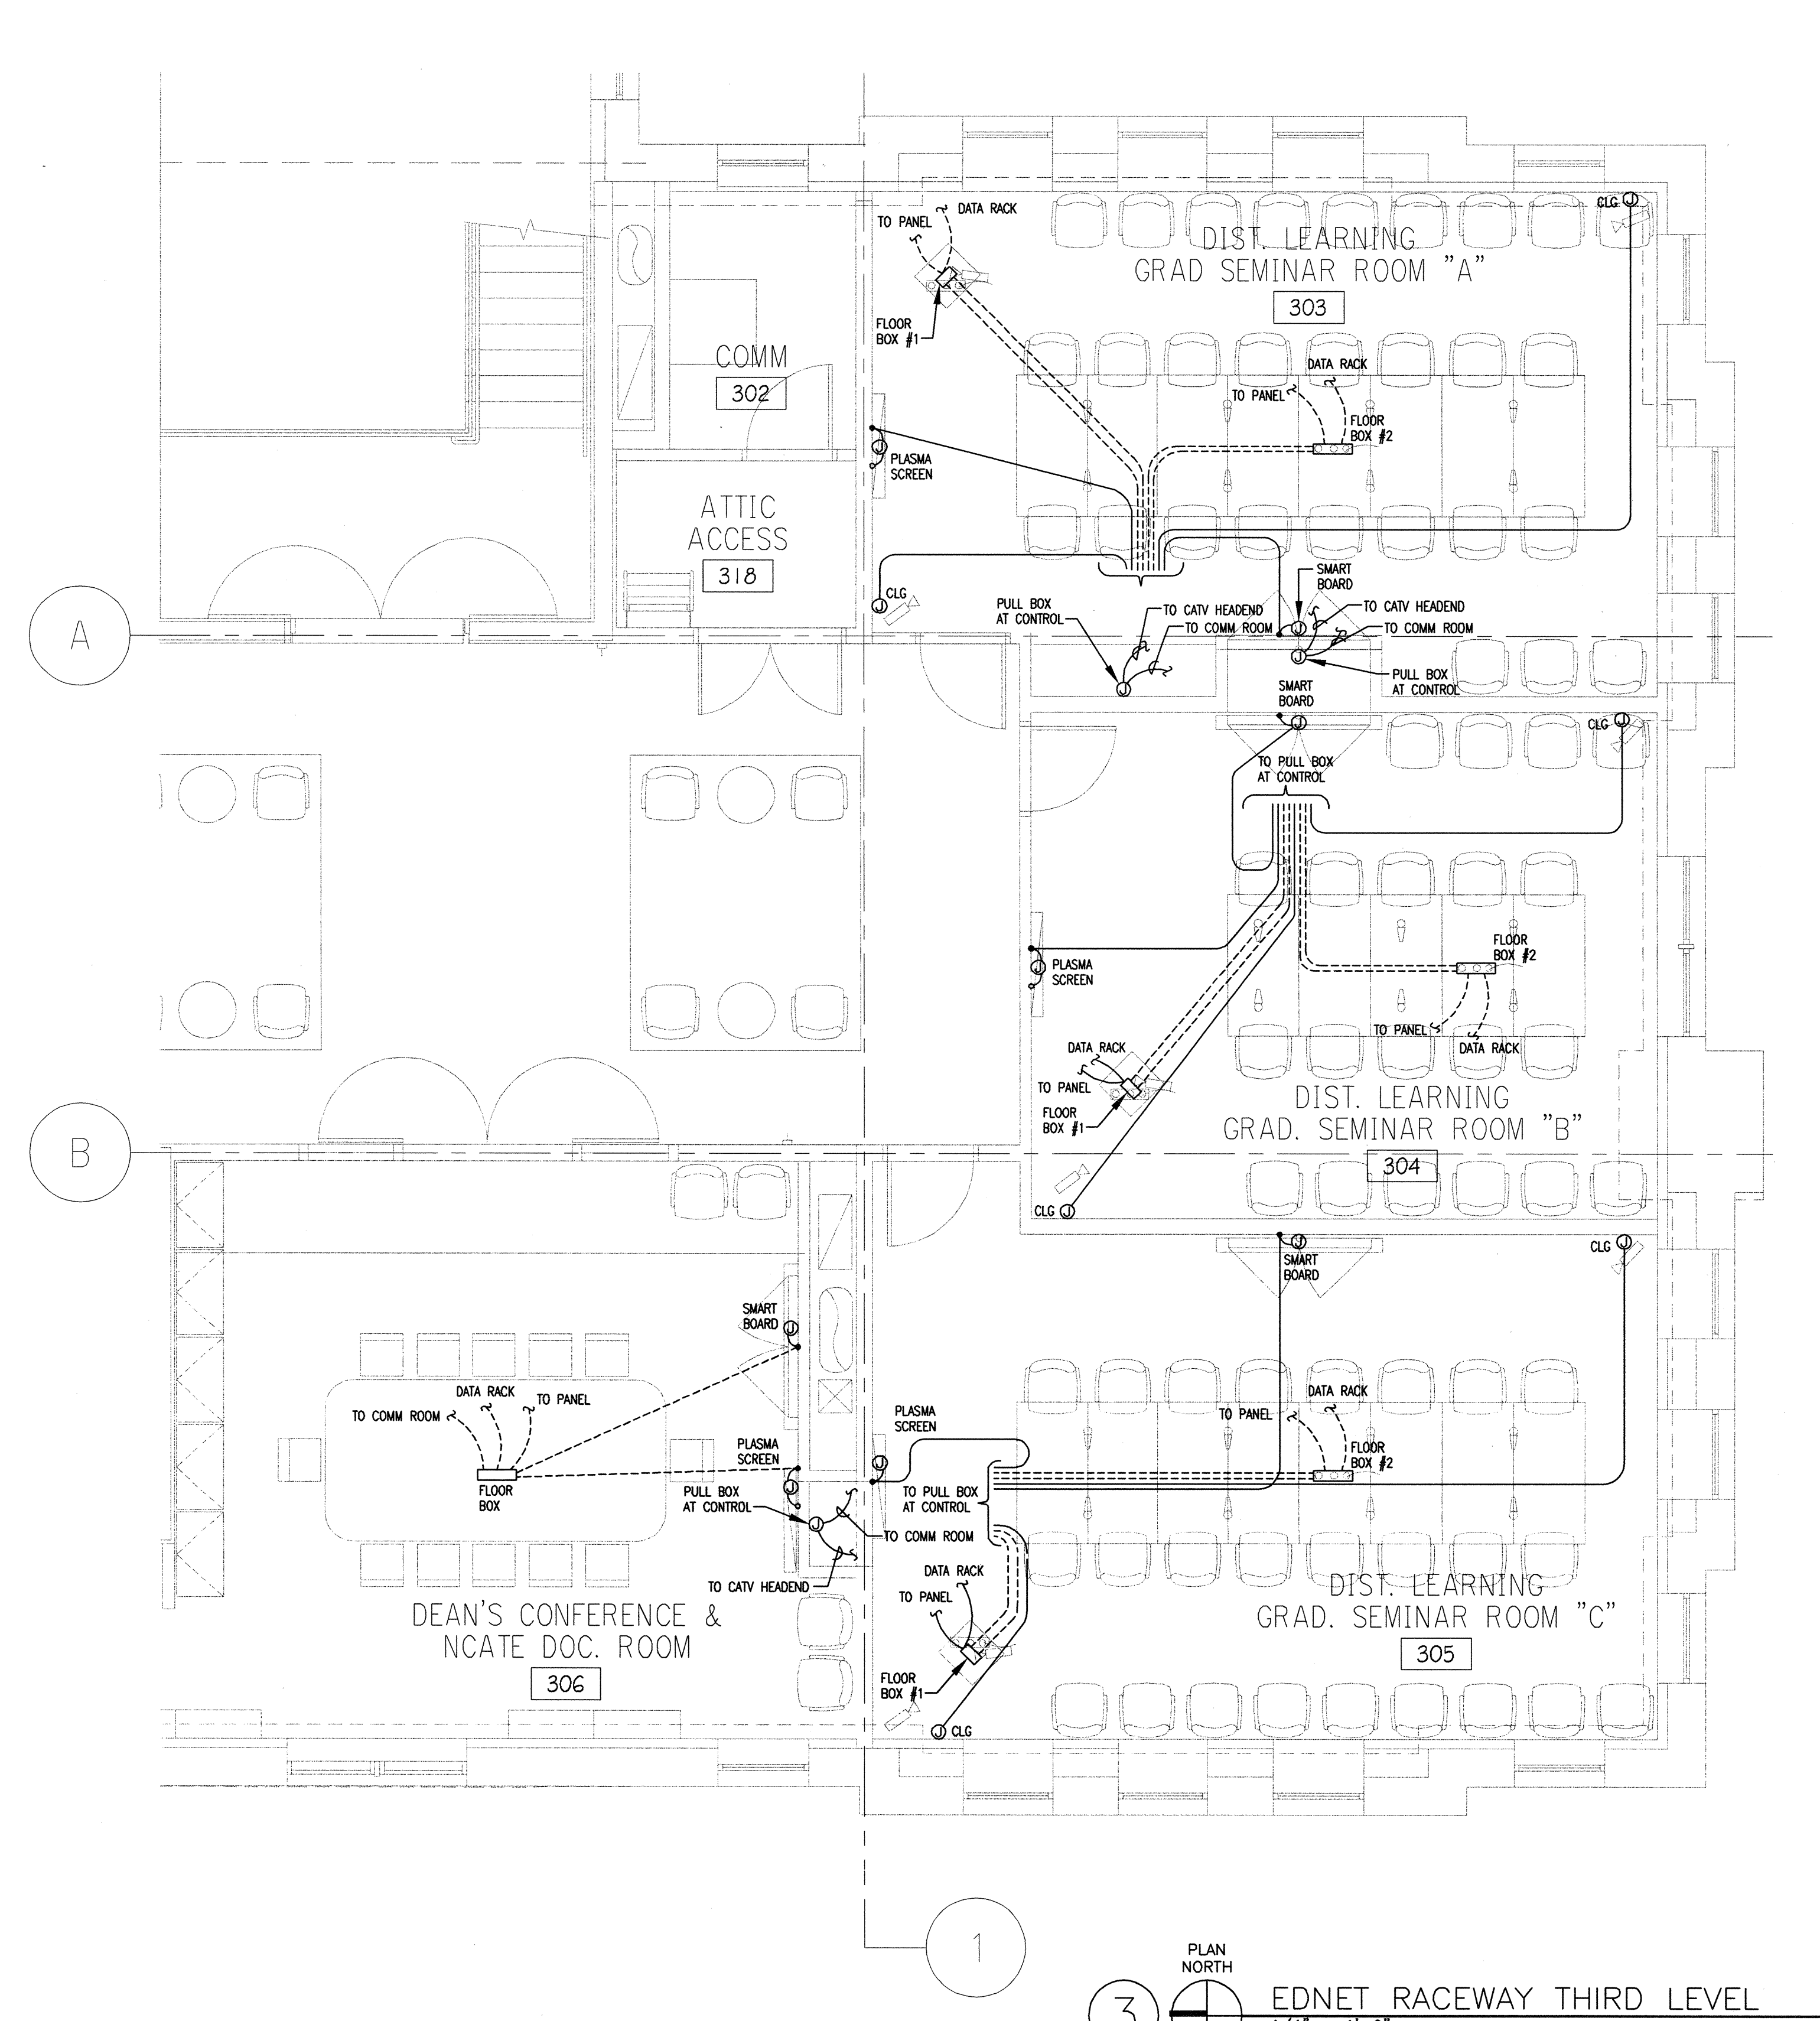 TO PANEL
DATA RACK
CLG J
DIST. LEARNING
GRAD SEMINAR ROOM "A"
303
FLOOR
BOX #1
COMM
302
DATA RACK
TO PANEL
FLOOR
BOX #2
J
PLASMA
SCREEN
ATTIC
ACCESS
318
J CLG
SMART
BOARD
PULL BOX
AT CONTROL
TO CATV HEADEND
TO COMM ROOM
TO CATV HEADEND
TO COMM ROOM
A
J
J
J
PULL BOX
AT CONTROL
SMART
BOARD
J
CLG J
TO PULL BOX
AT CONTROL
FLOOR
BOX #2
J
PLASMA
SCREEN
TO PANEL
DATA RACK
DATA RACK
TO PANEL
FLOOR
BOX #1
DIST. LEARNING
GRAD. SEMINAR ROOM "B"
304
B
CLG J
J
SMART
BOARD
CLG J
SMART
BOARD
J
DATA RACK
TO PANEL
TO COMM ROOM
FLOOR
BOX
PLASMA
SCREEN
J
PLASMA
SCREEN
J
DATA RACK
TO PANEL
FLOOR
BOX #2
PULL BOX
AT CONTROL
J
TO PULL BOX
AT CONTROL
TO COMM ROOM
TO CATV HEADEND
DATA RACK
TO PANEL
DIST. LEARNING
GRAD. SEMINAR ROOM "C"
305
DEAN'S CONFERENCE &
NCATE DOC. ROOM
306
FLOOR
BOX #1
J CLG
1
PLAN
NORTH
3
EDNET RACEWAY THIRD LEVEL